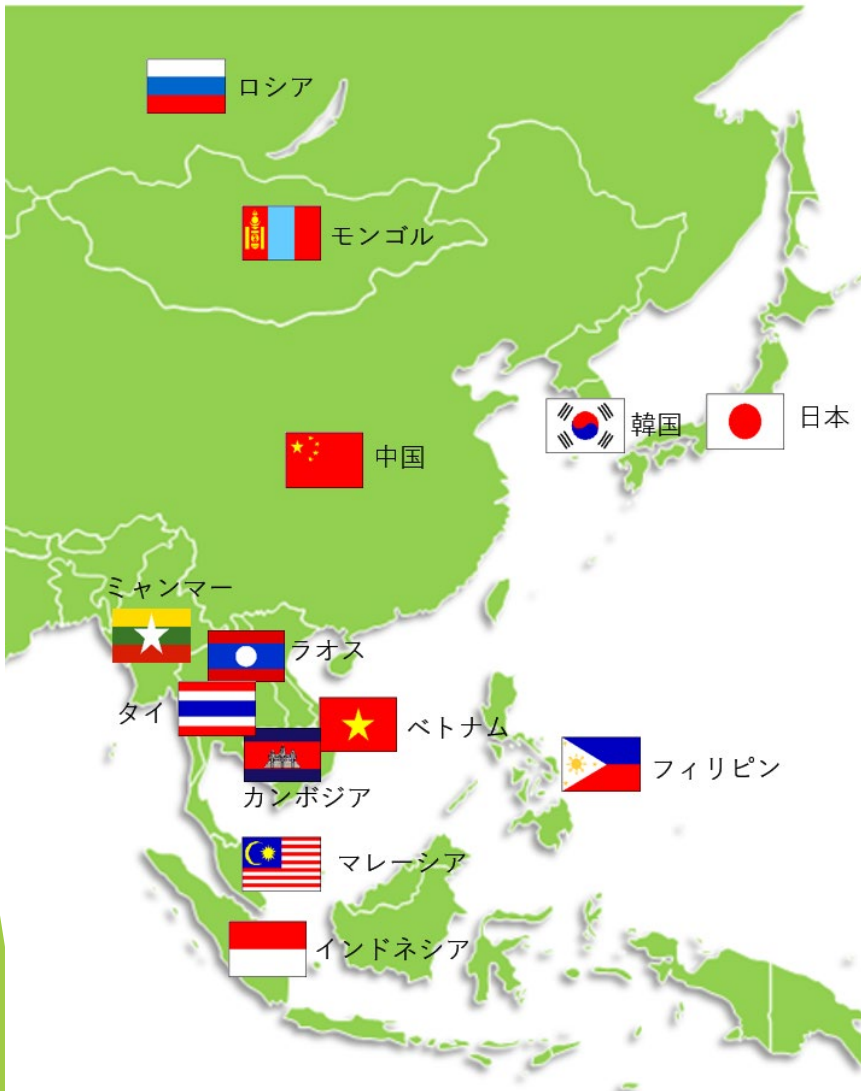 ロシア
モンゴル
韓国
日本
中国
ミャンマー
ラオス
タイ
ベトナム
フィリピン
カンボジア
マレーシア
インドネシア